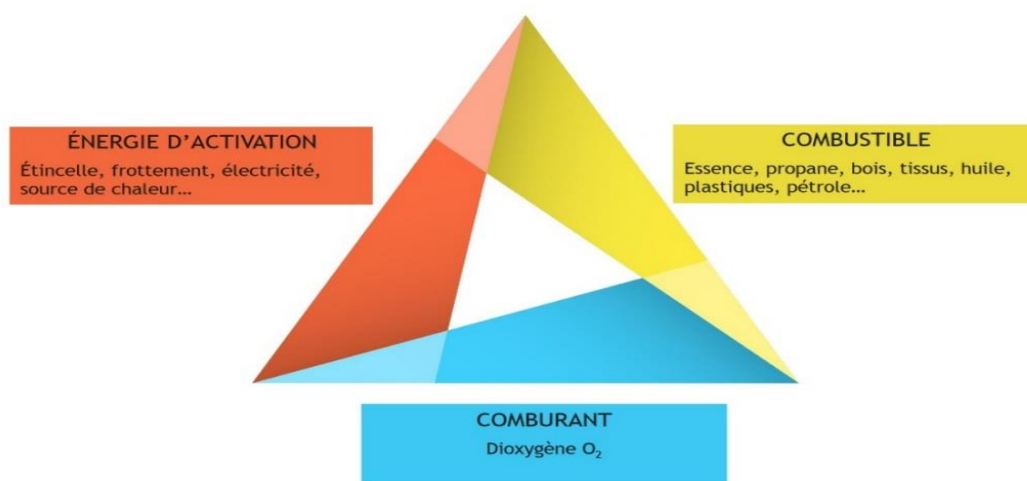 ÉNERGIE D’ACTIVATION
Étincelle, frottement, électricité,
source de chaleur…
COMBUSTIBLE
Essence, propane, bois, tissus, huile,
plastiques, pétrole…
COMBURANT
Dioxygène O₂